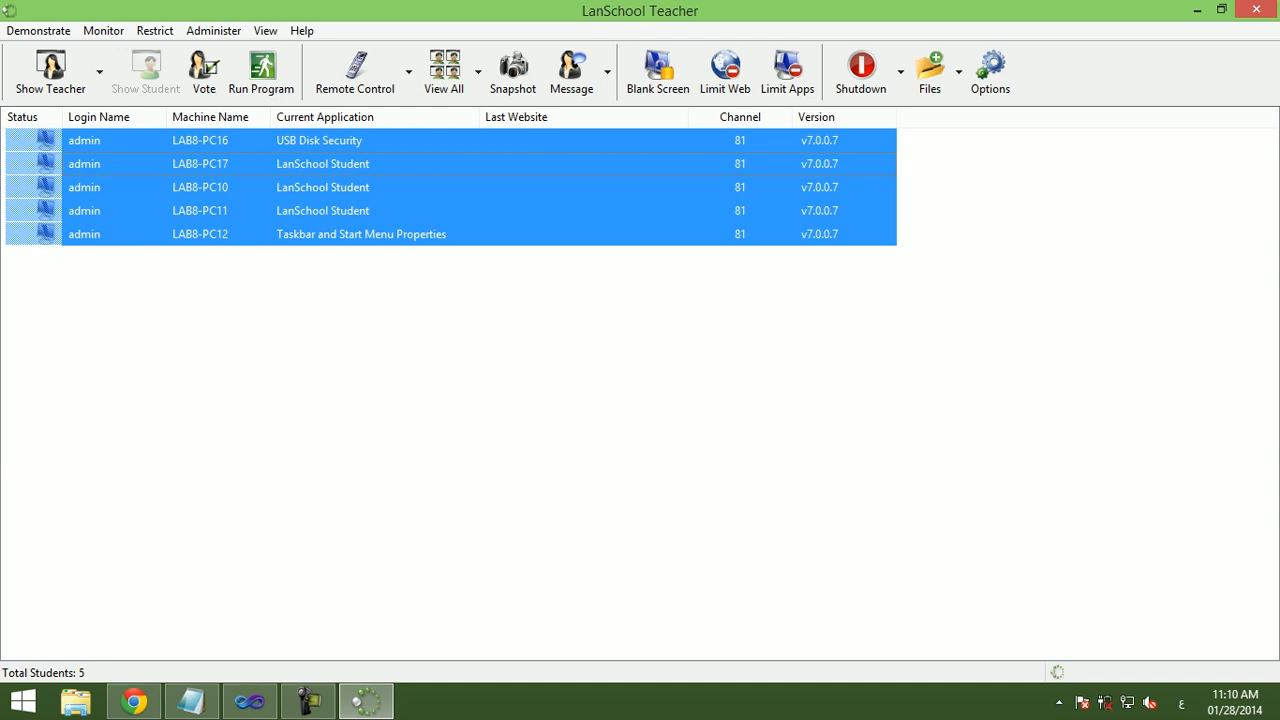 LanSchool Teacher
Demonstrate Monitor Restrict Administer View Help
Show Teacher Show Student Vote Run Program Remote Control View All Snapshot Message Blank Screen Limit Web Limit Apps Shutdown Files Options
Status Login Name Machine Name Current Application Last Website Channel Version
admin LAB8-PC16 USB Disk Security 81 v7.0.0.7
admin LAB8-PC17 LanSchool Student 81 v7.0.0.7
admin LAB8-PC10 LanSchool Student 81 v7.0.0.7
admin LAB8-PC11 LanSchool Student 81 v7.0.0.7
admin LAB8-PC12 Taskbar and Start Menu Properties 81 v7.0.0.7
Total Students: 5
ع 11:10 AM
01/28/2014